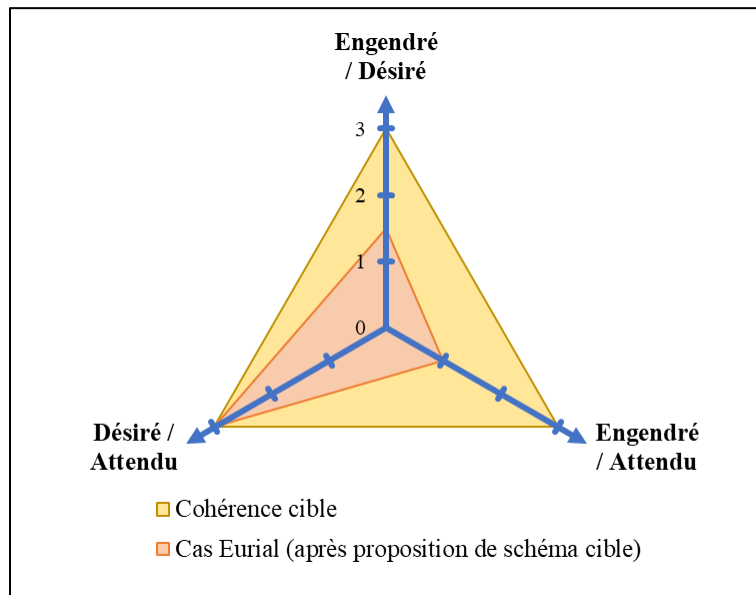 Engendré
/ Désiré
3
2
1
0
Désiré /
Attendu
Engendré
/ Attendu
Cohérence cible
Cas Eurial (après proposition de schéma cible)